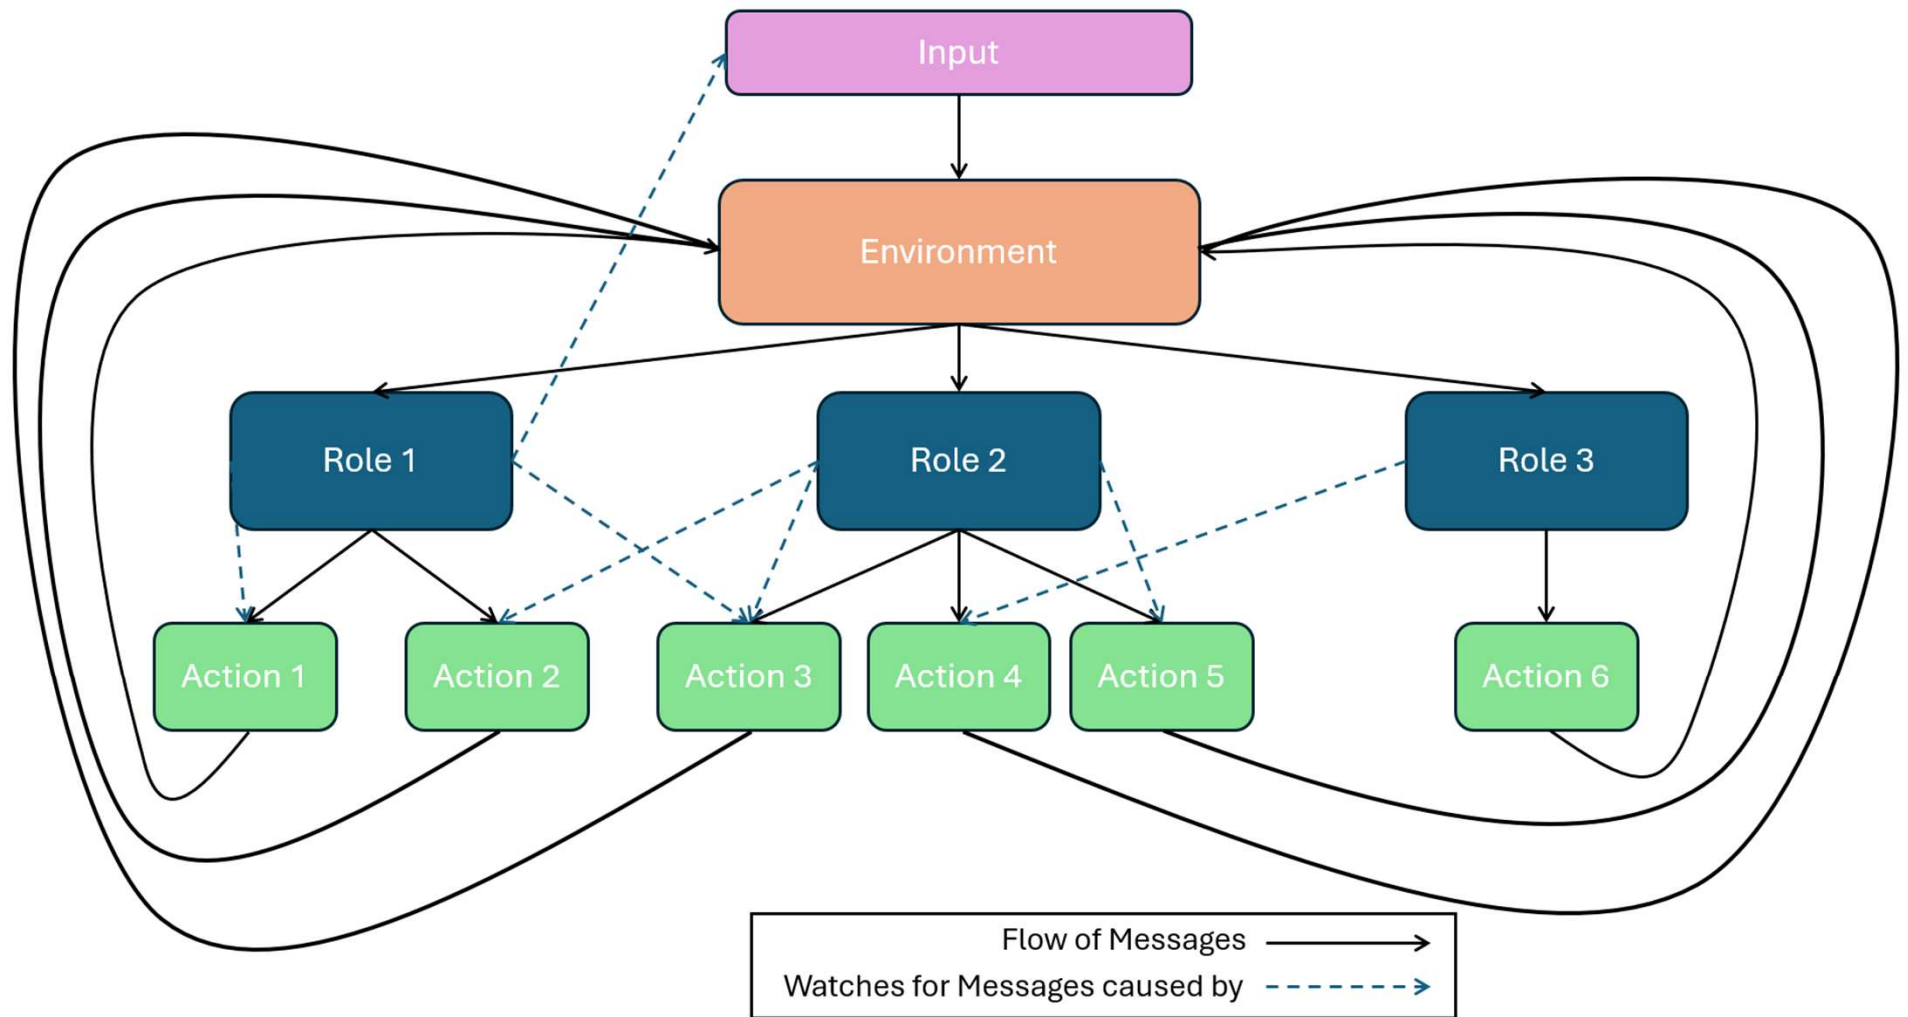 Input
Environment
Role 1
Role 2
Role 3
Action 1
Action 2
Action 3
Action 4
Action 5
Action 6
Flow of Messages
Watches for Messages caused by